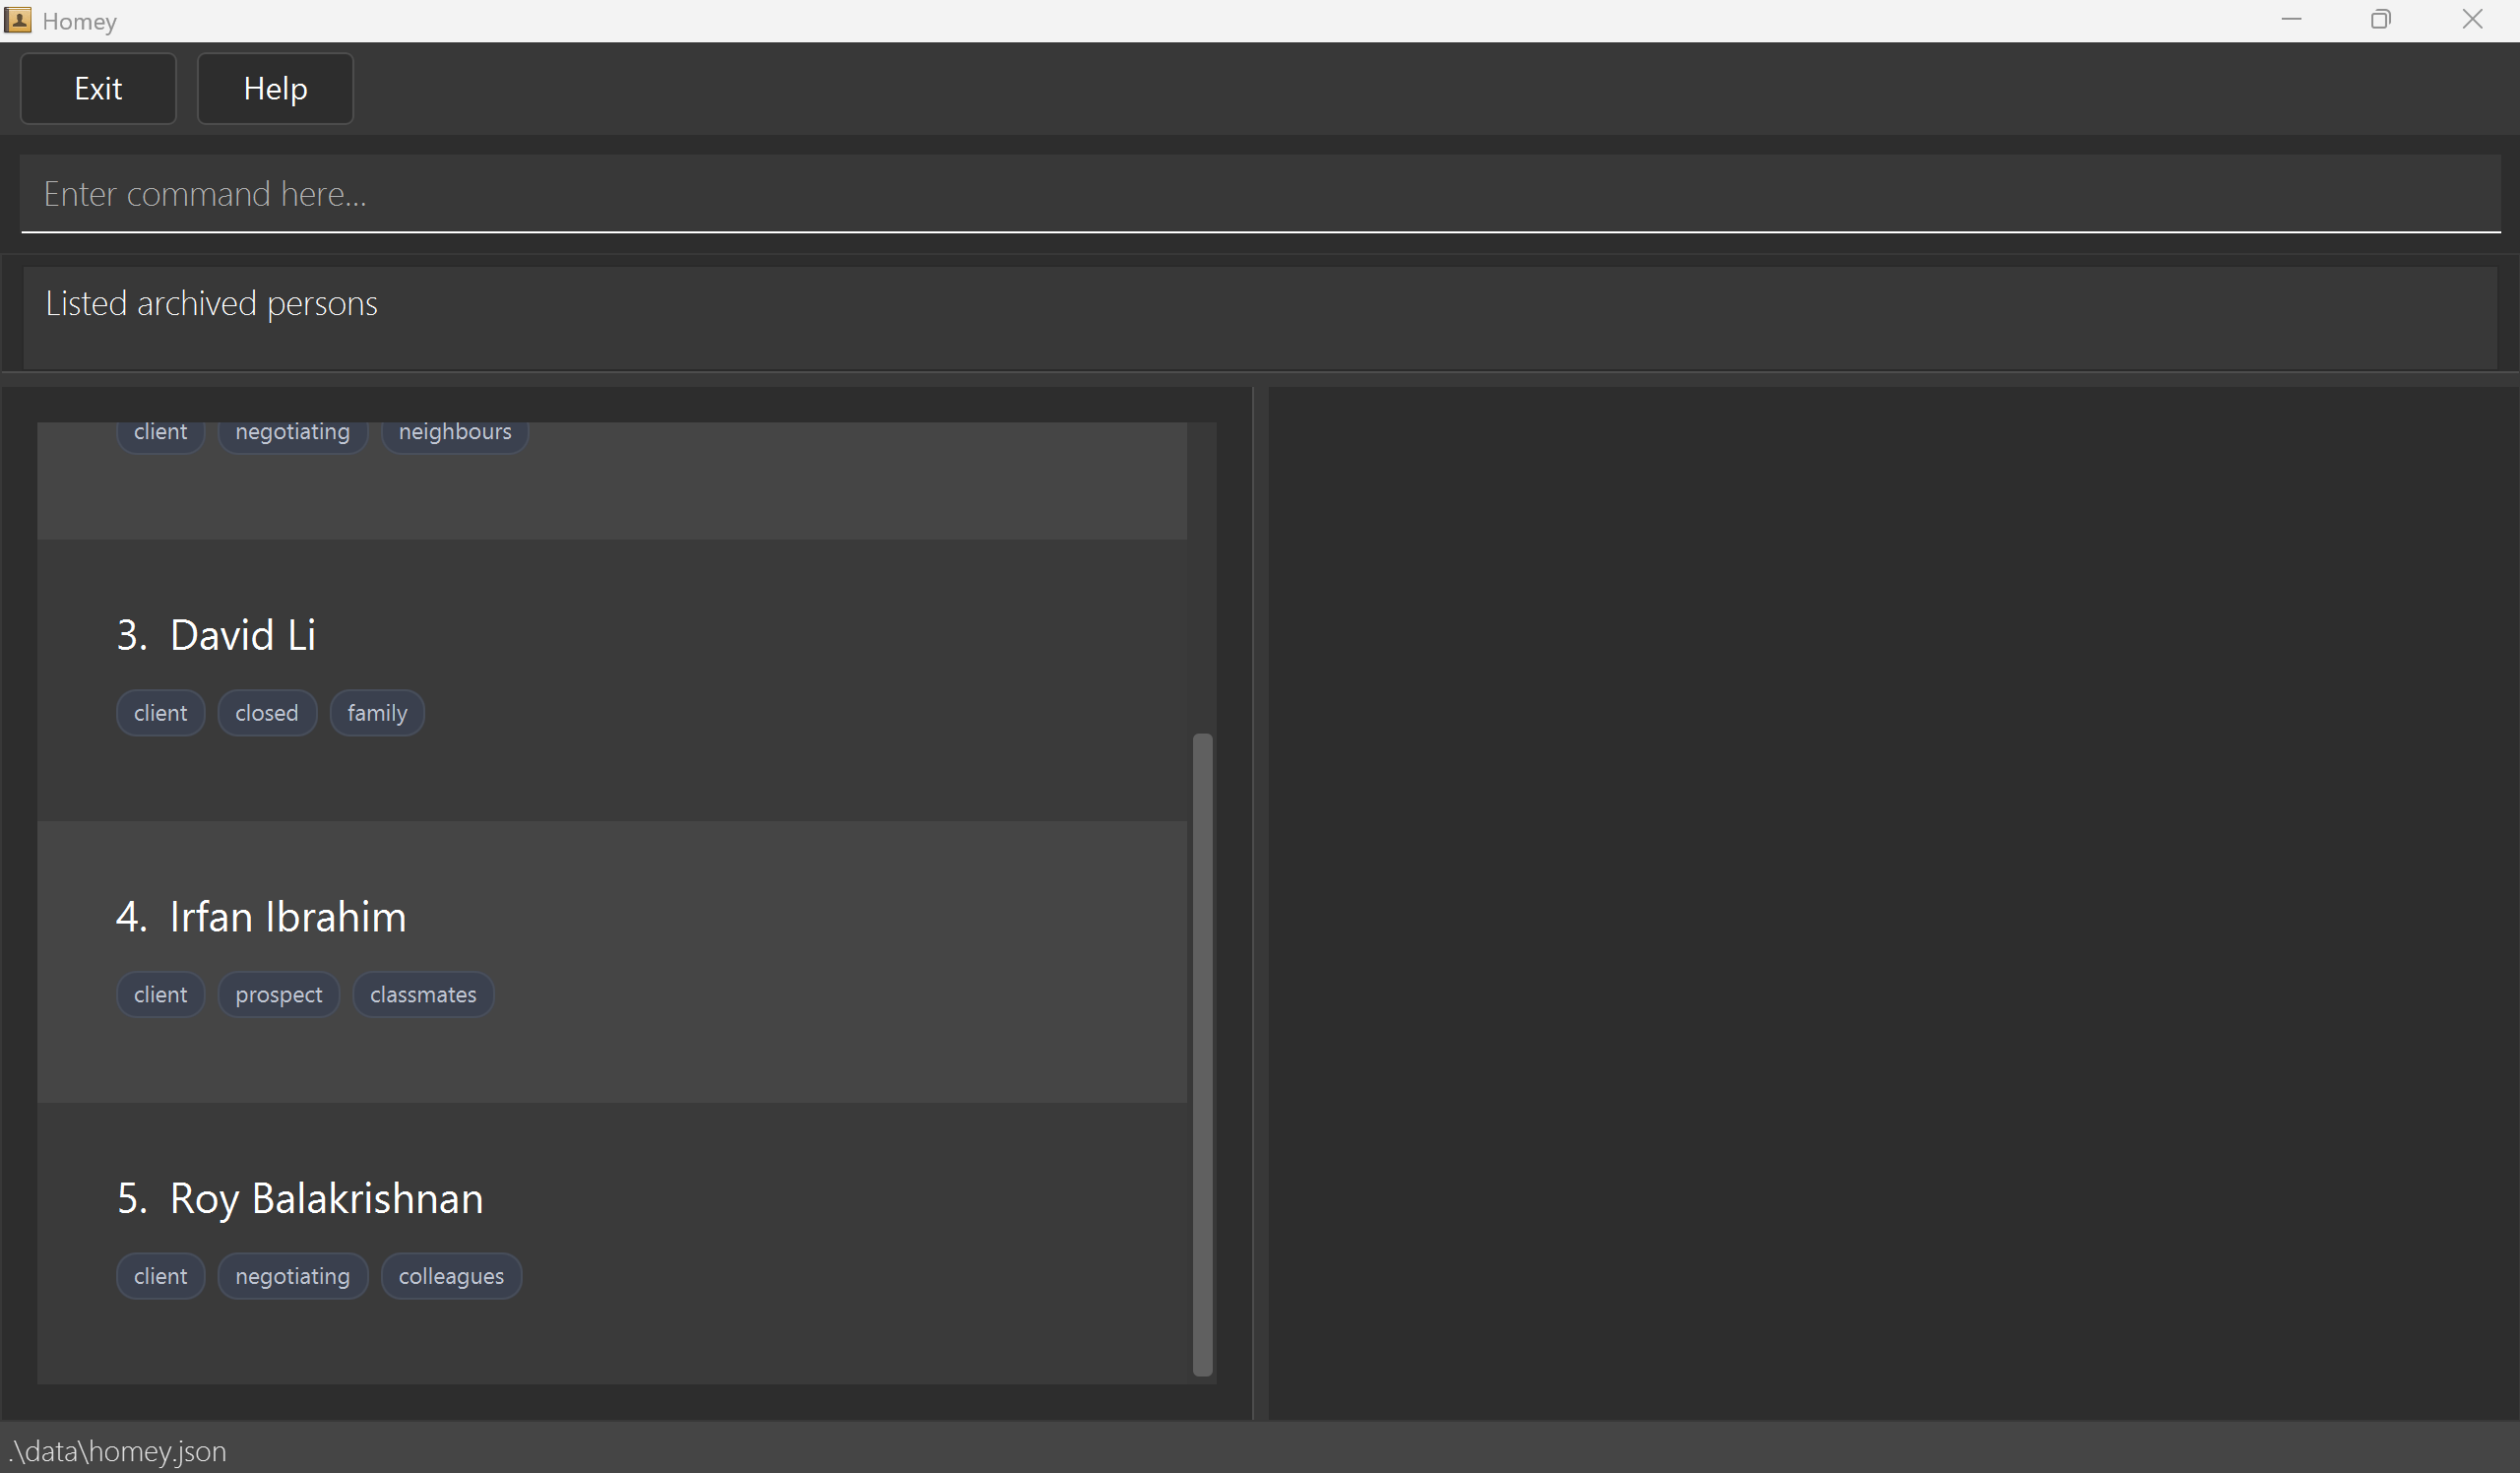 Homey
Exit Help
Enter command here...
Listed archived persons
client negotiating neighbours
3. David Li
client closed family
4. Irfan Ibrahim
client prospect classmates
5. Roy Balakrishnan
client negotiating colleagues
.\data\homey.json